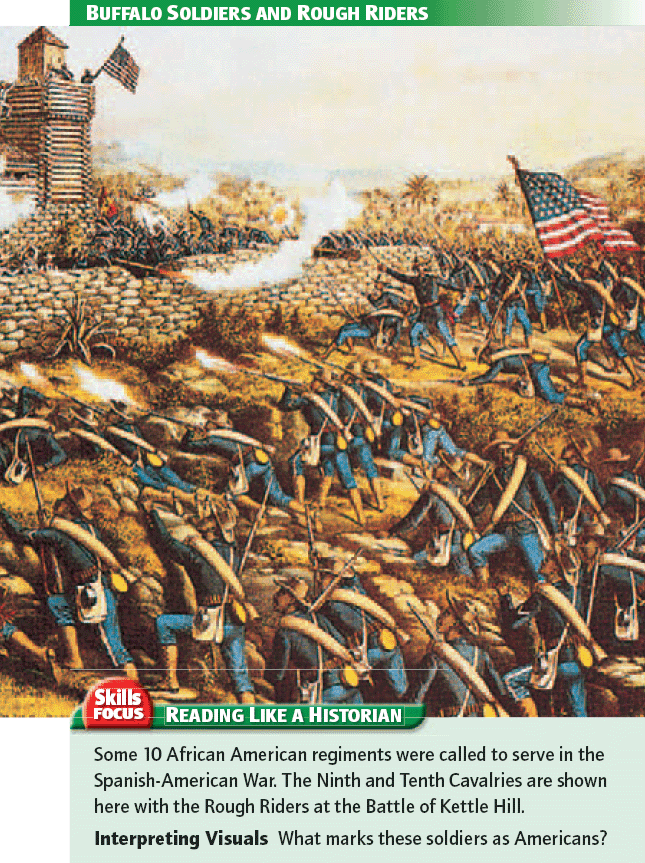 BUFFALO SOLDIERS AND ROUGH RIDERS
Skills
FOCUS
READING LIKE A HISTORIAN
Some 10 African American regiments were called to serve in the
Spanish-American War. The Ninth and Tenth Cavalries are shown
here with the Rough Riders at the Battle of Kettle Hill.
Interpreting Visuals What marks these soldiers as Americans?